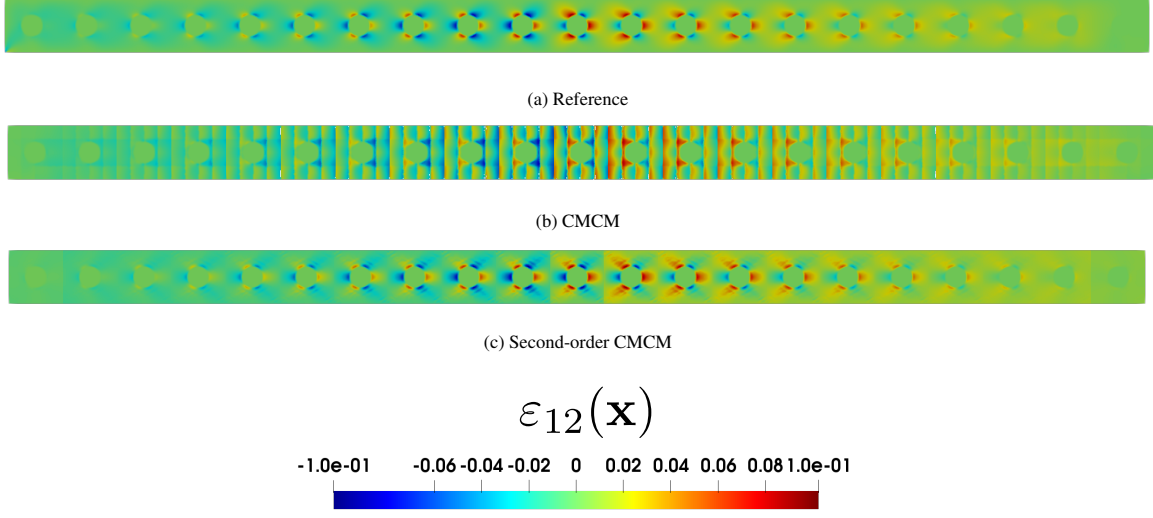 (a) Reference
(b) CMCM
(c) Second-order CMCM
ε₁₂(x)
-1.0e-01 -0.06 -0.04 -0.02 0 0.02 0.04 0.06 0.08 1.0e-01